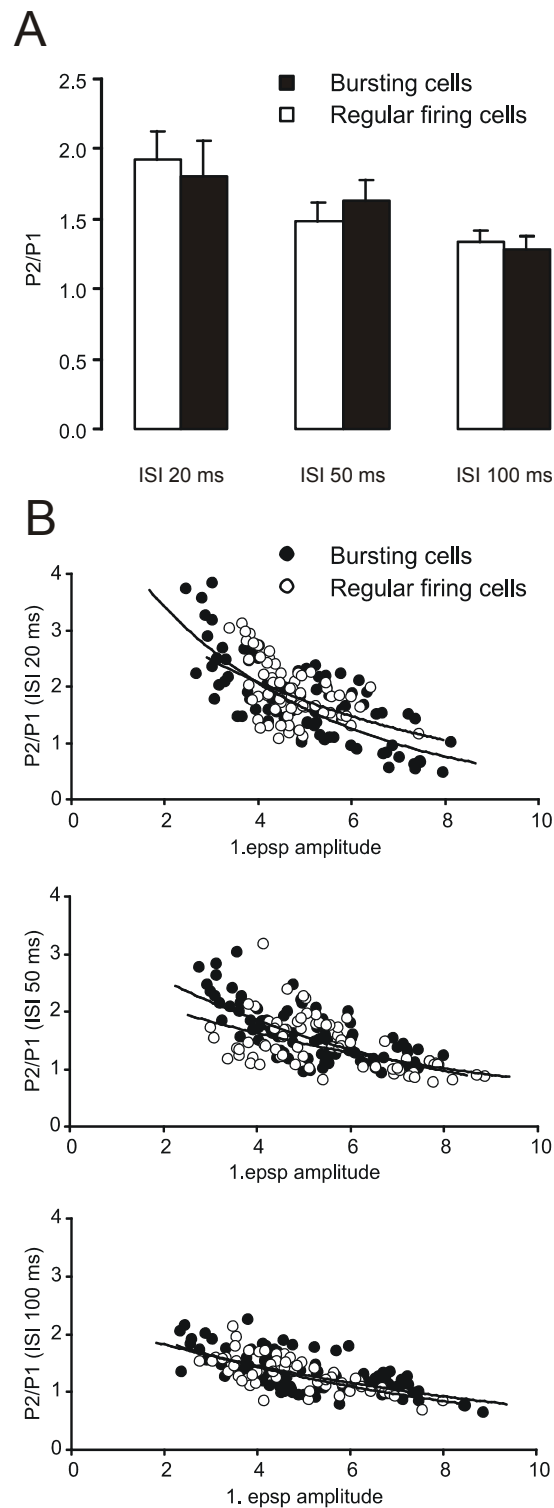 A
2.5
2.0
1.5
1.0
0.5
0.0
P2/P1
Bursting cells
Regular firing cells
ISI 20 ms
ISI 50 ms
ISI 100 ms
B
Bursting cells
Regular firing cells
4
3
2
1
0
P2/P1 (ISI 20 ms)
0 2 4 6 8 10
1.epsp amplitude
4
3
2
1
0
P2/P1 (ISI 50 ms)
0 2 4 6 8 10
1.epsp amplitude
4
3
2
1
0
P2/P1 (ISI 100 ms)
0 2 4 6 8 10
1. epsp amplitude